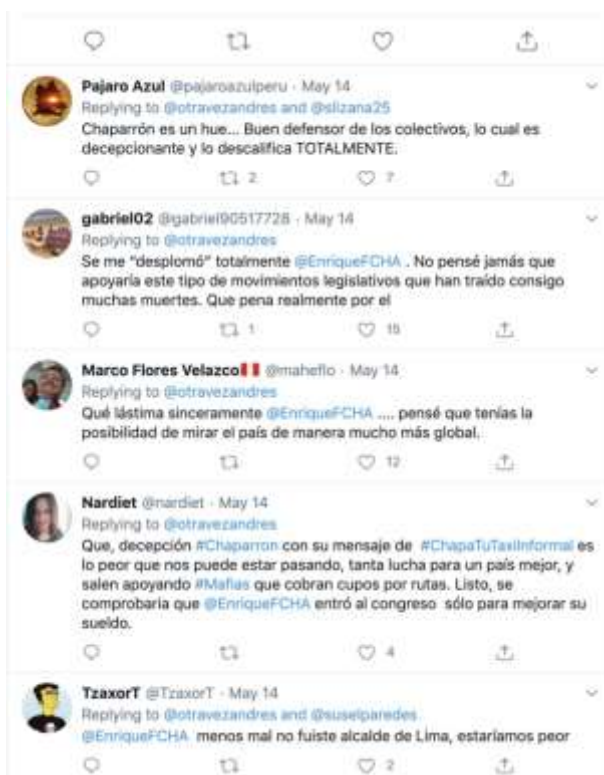 Pajaro Azul @pajaroazulperu · May 14
Replying to @otravezandres and @slizana25
Chaparrón es un hue... Buen defensor de los colectivos, lo cual es
decepcionante y lo descalifica TOTALMENTE.
2 7
gabriel02 @gabriel90517728 · May 14
Replying to @otravezandres
Se me "desplomó" totalmente @EnriqueFCHA . No pensé jamás que
apoyaría este tipo de movimientos legislativos que han traído consigo
muchas muertes. Que pena realmente por el
1 15
Marco Flores Velazco @maheflo · May 14
Replying to @otravezandres
Qué lástima sinceramente @EnriqueFCHA .... pensé que tenías la
posibilidad de mirar el país de manera mucho más global.
12
Nardiet @nardiet · May 14
Replying to @otravezandres
Que, decepción #Chaparron con su mensaje de #ChapaTuTaxiInformal es
lo peor que nos puede estar pasando, tanta lucha para un país mejor, y
salen apoyando #Mafias que cobran cupos por rutas. Listo, se
comprobaria que @EnriqueFCHA entró al congreso sólo para mejorar su
sueldo.
4
TzaxorT @TzaxorT · May 14
Replying to @otravezandres and @suselparedes
@EnriqueFCHA menos mal no fuiste alcalde de Lima, estaríamos peor
2